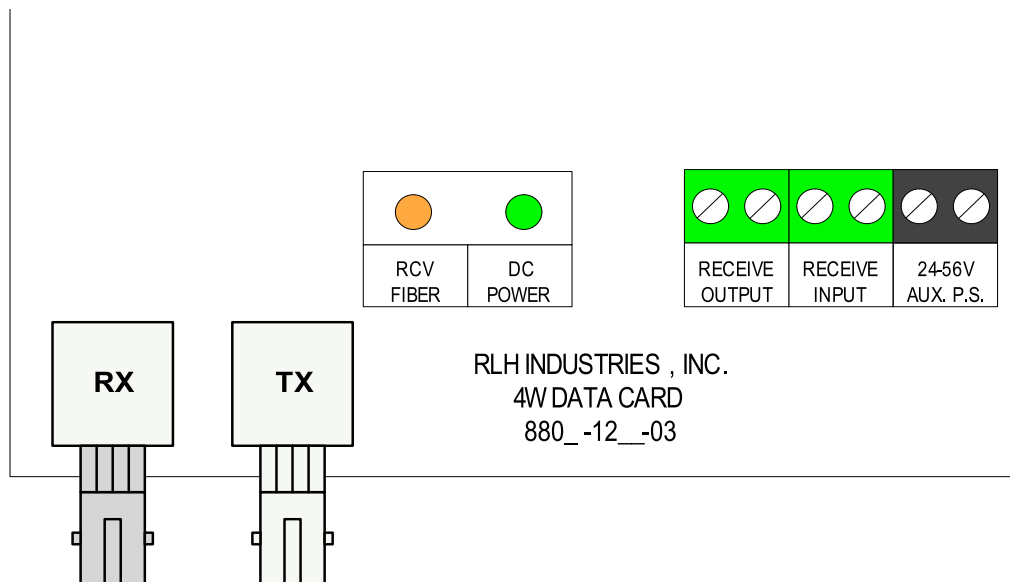 RCV
FIBER
DC
POWER
RECEIVE
OUTPUT
RECEIVE
INPUT
24-56V
AUX. P.S.
RX
TX
RLH INDUSTRIES , INC.
4W DATA CARD
880_ -12__-03